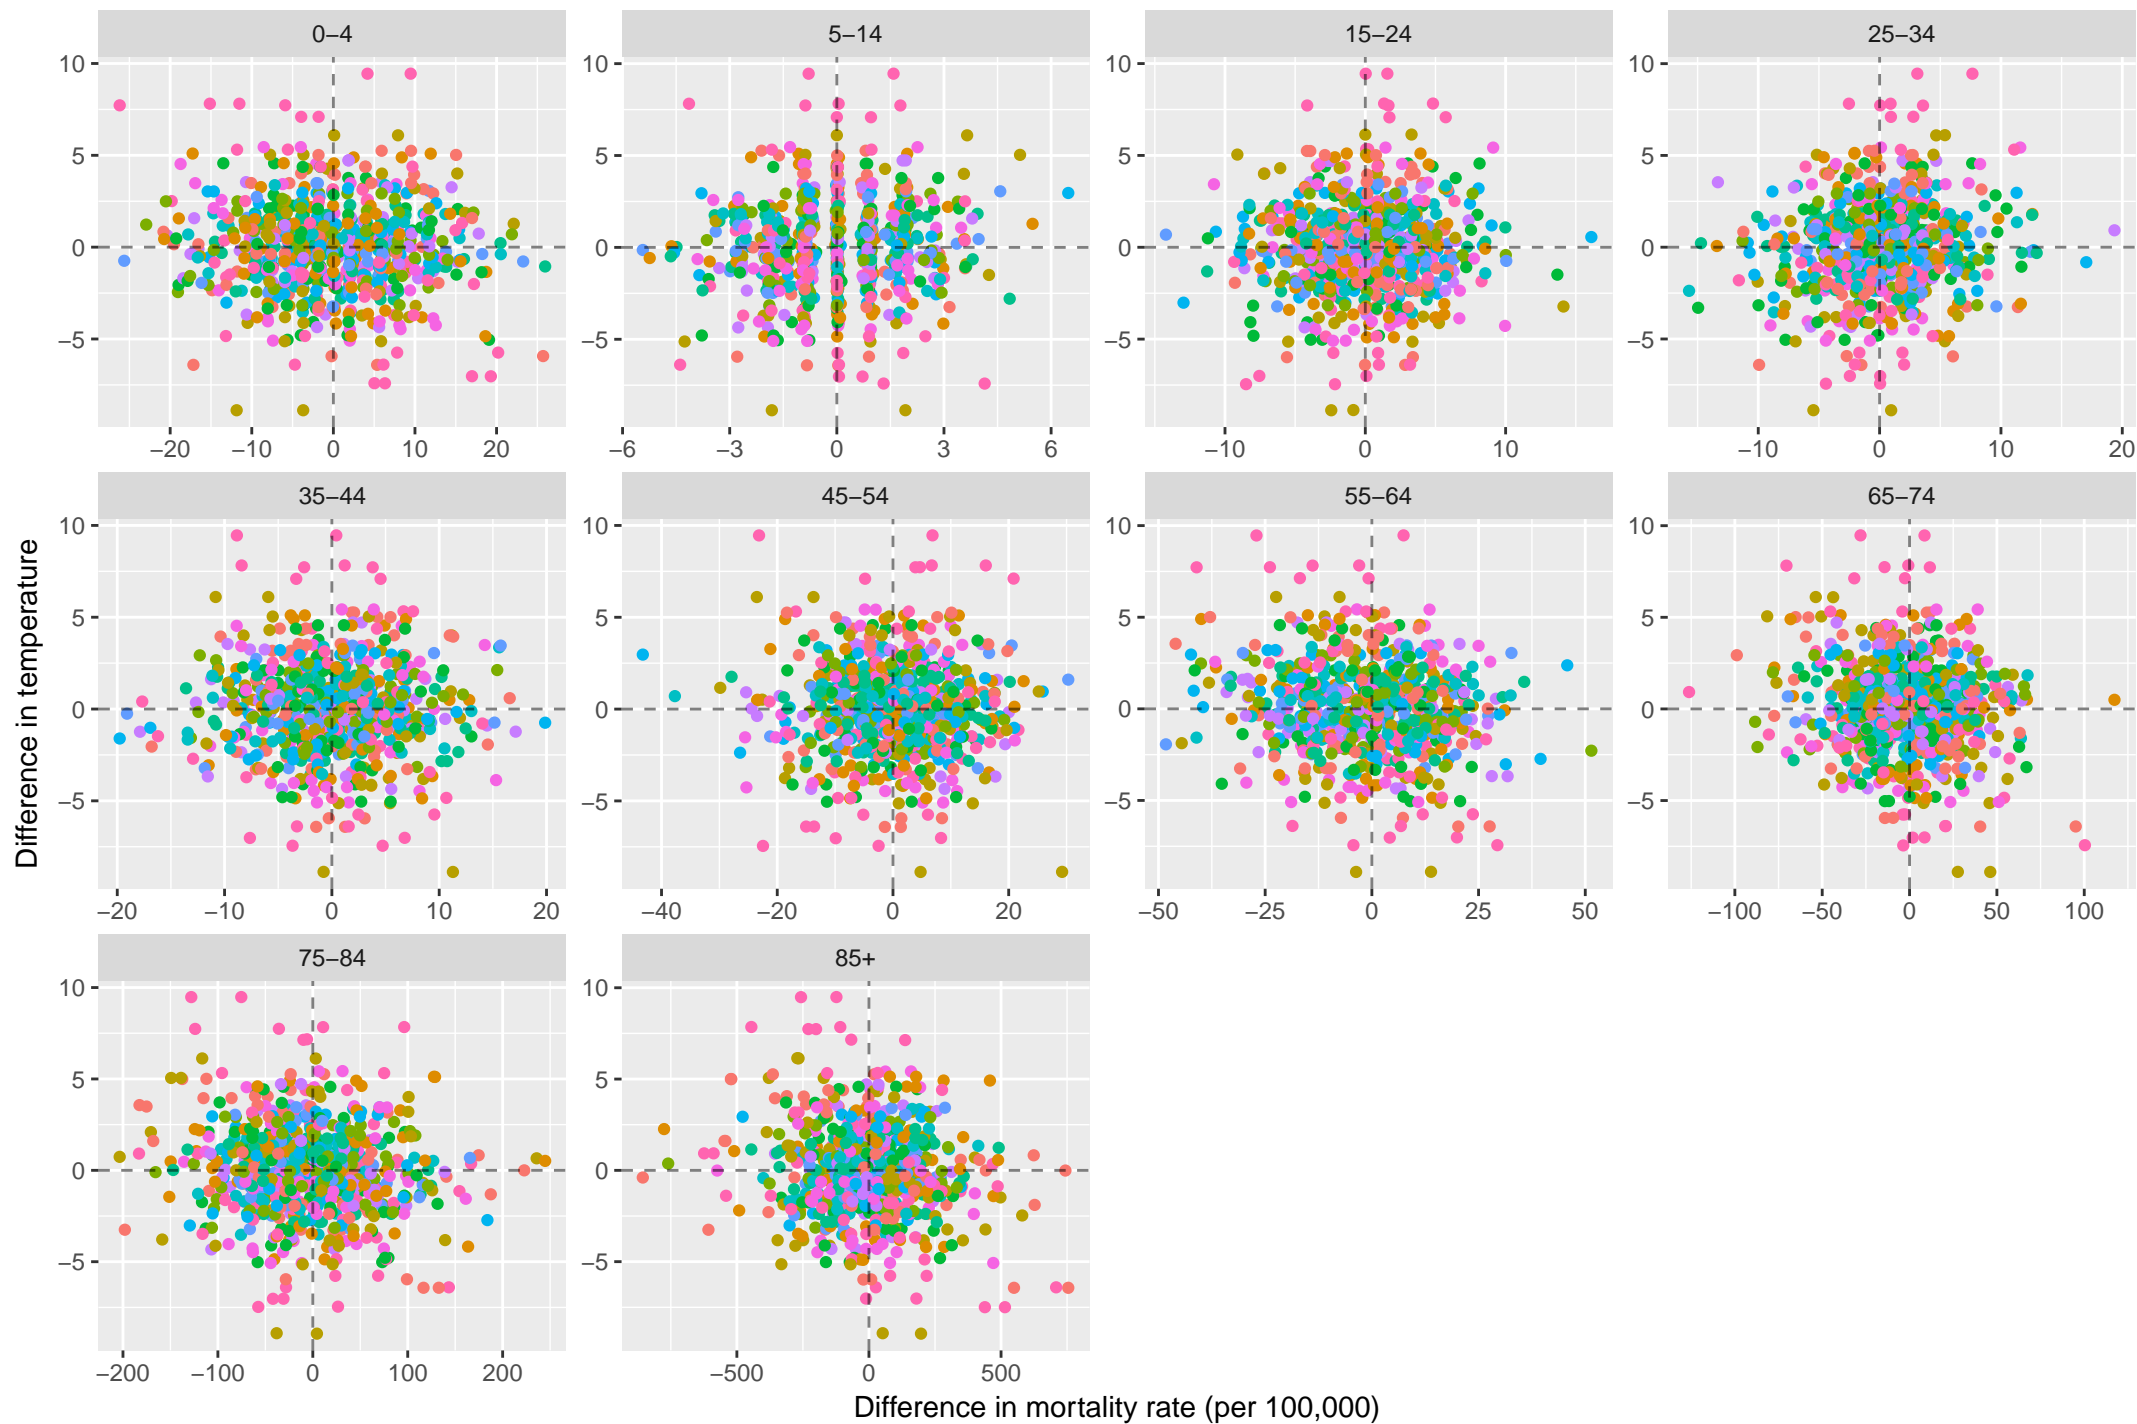 0−4 5−14 15−24 25−34
10 10 10 10
5 5 5 5
0 0 0 0
−5 −5 −5 −5
−20 −10 0 10 20 −6 −3 0 3 6 −10 0 10 −10 0 10 20
35−44 45−54 55−64 65−74
10 10 10 10
5 5 5 5
0 0 0 0
−5 −5 −5 −5
−20 −10 0 10 20 −40 −20 0 20 −50 −25 0 25 50 −100 −50 0 50 100
75−84 85+
10 10
5 5
0 0
−5 −5
−200 −100 0 100 200 −500 0 500
Difference in temperature
Difference in mortality rate (per 100,000)